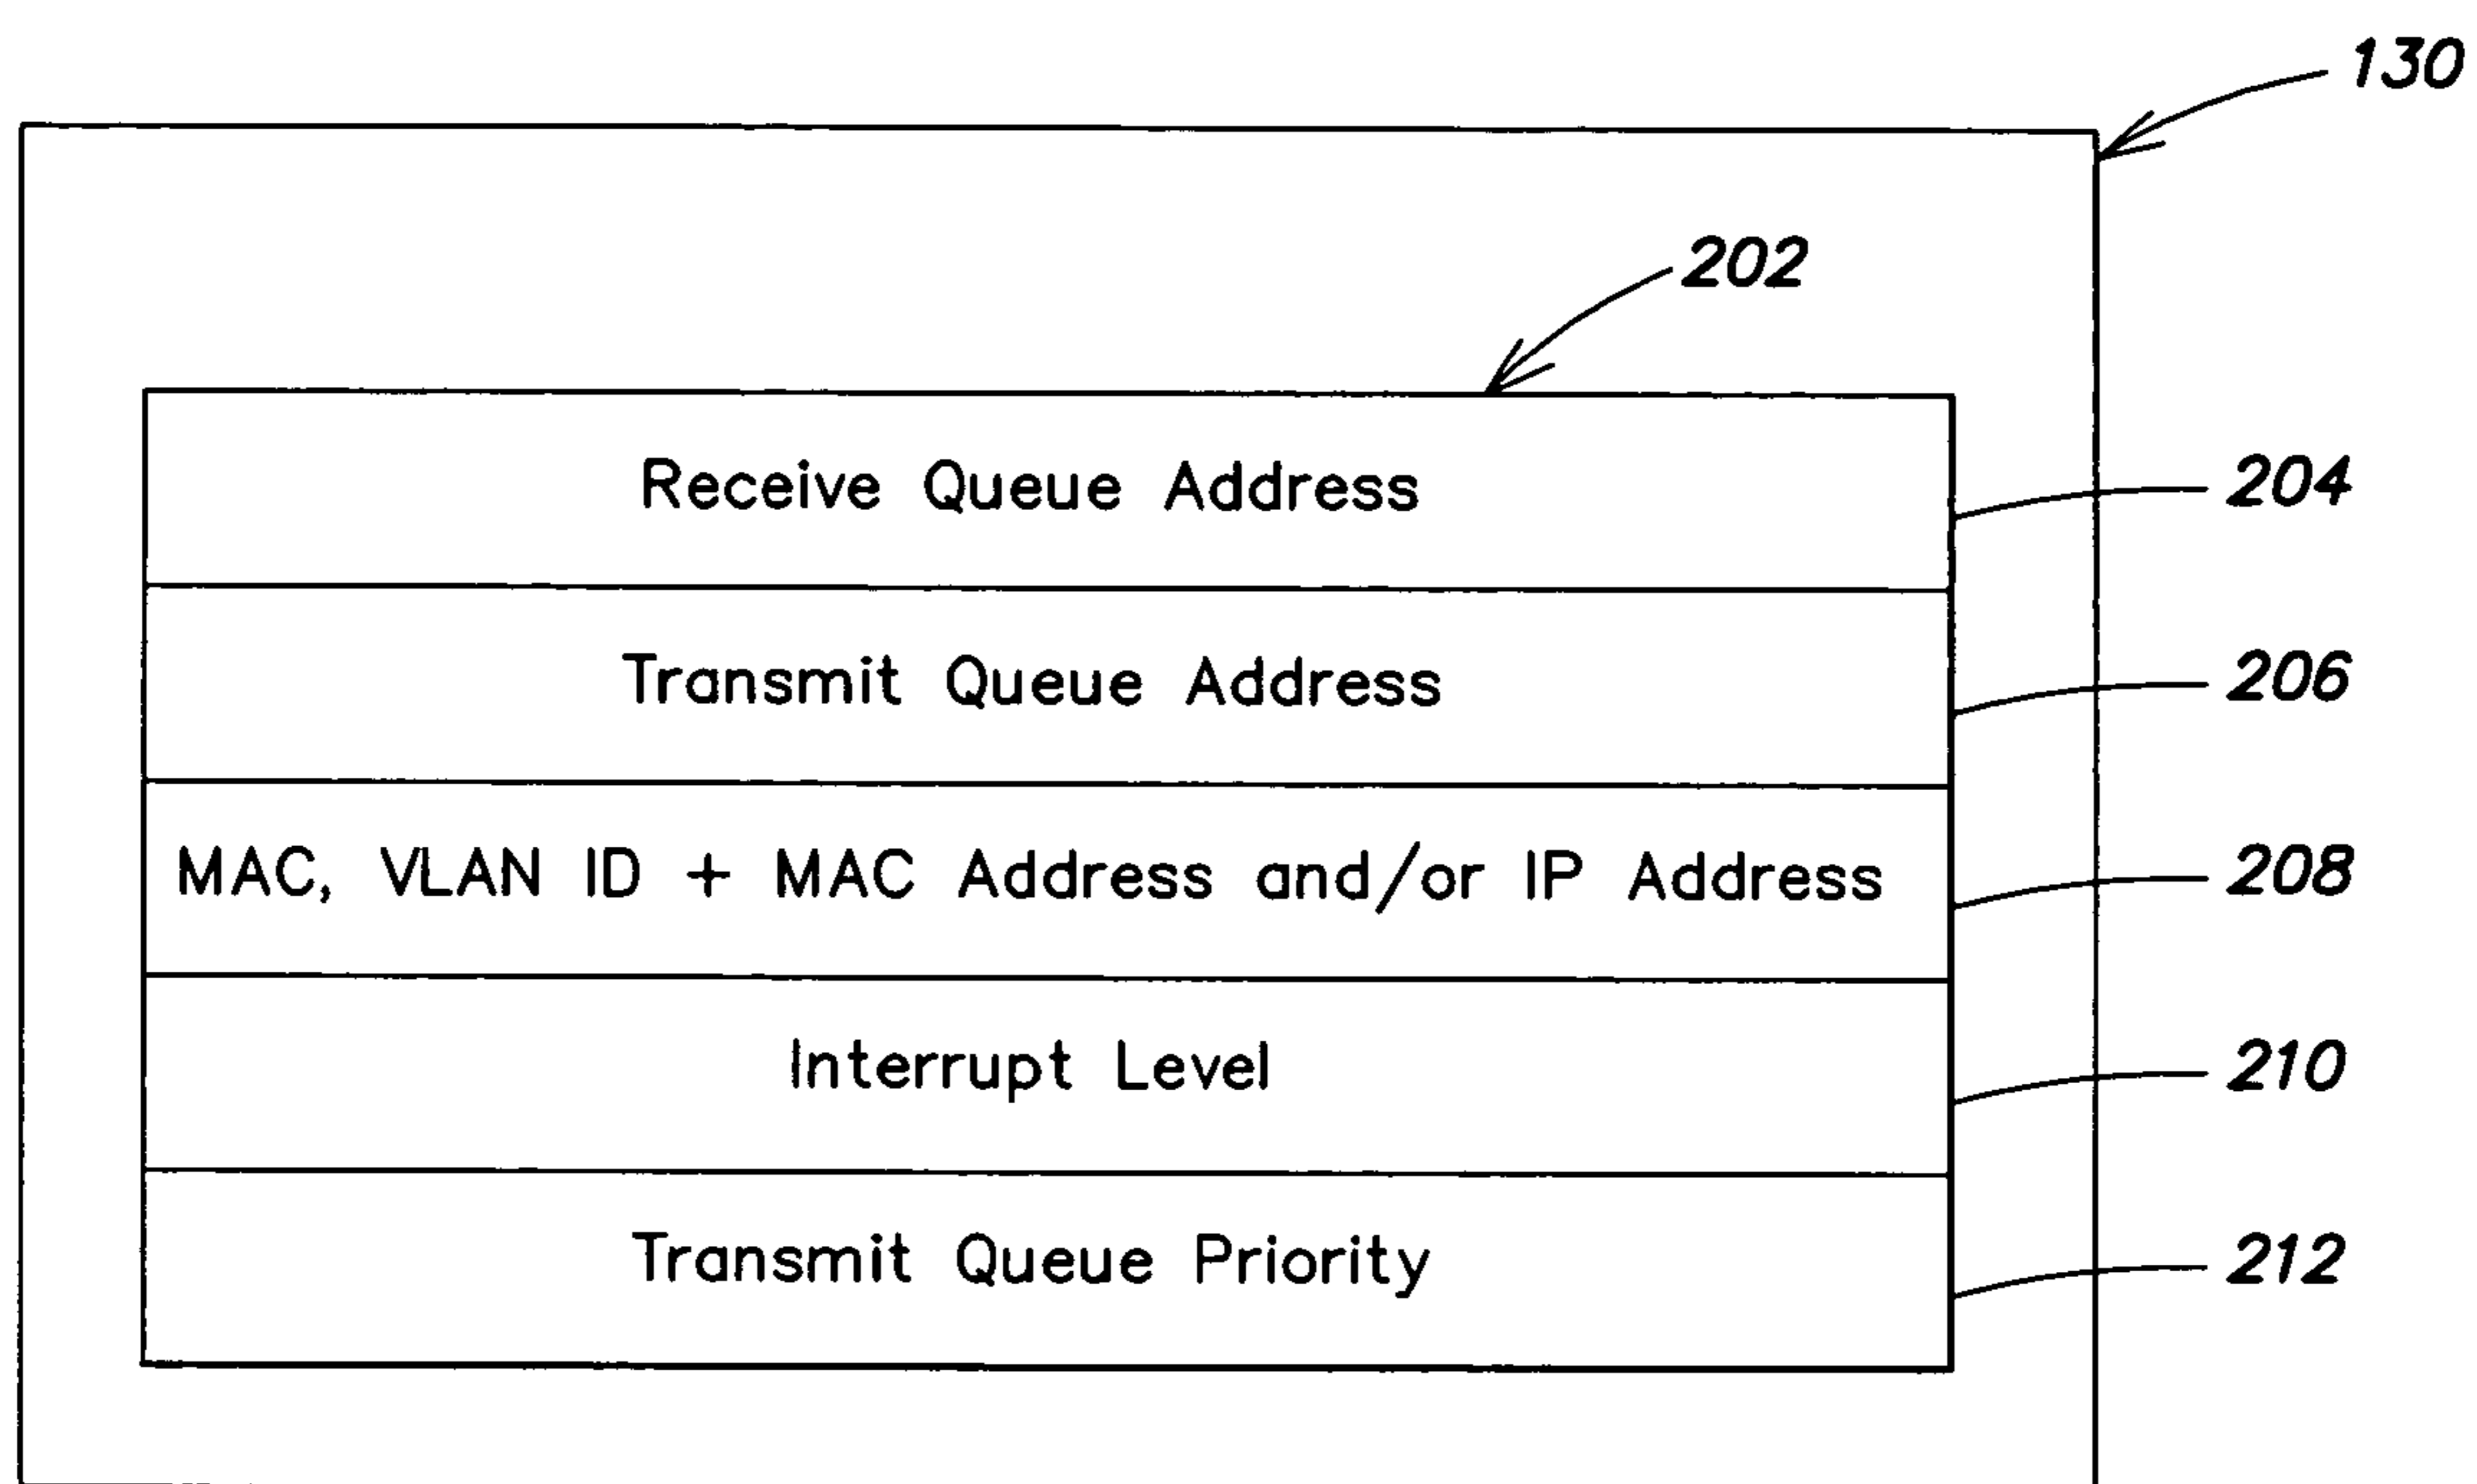 130
202
Receive Queue Address
204
Transmit Queue Address
206
MAC, VLAN ID + MAC Address and/or IP Address
208
Interrupt Level
210
Transmit Queue Priority
212